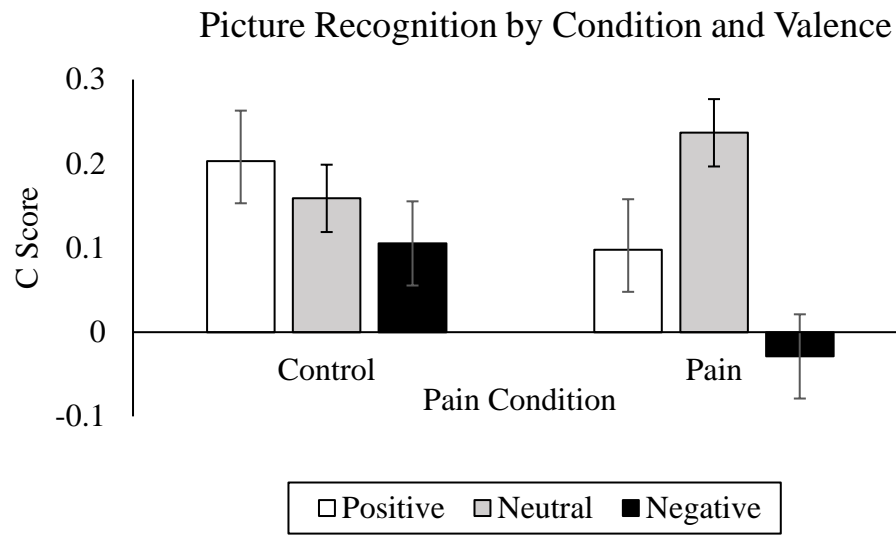 Picture Recognition by Condition and Valence
0.3
0.2
0.1
0
-0.1
C Score
Control
Pain
Pain Condition
Positive Neutral Negative